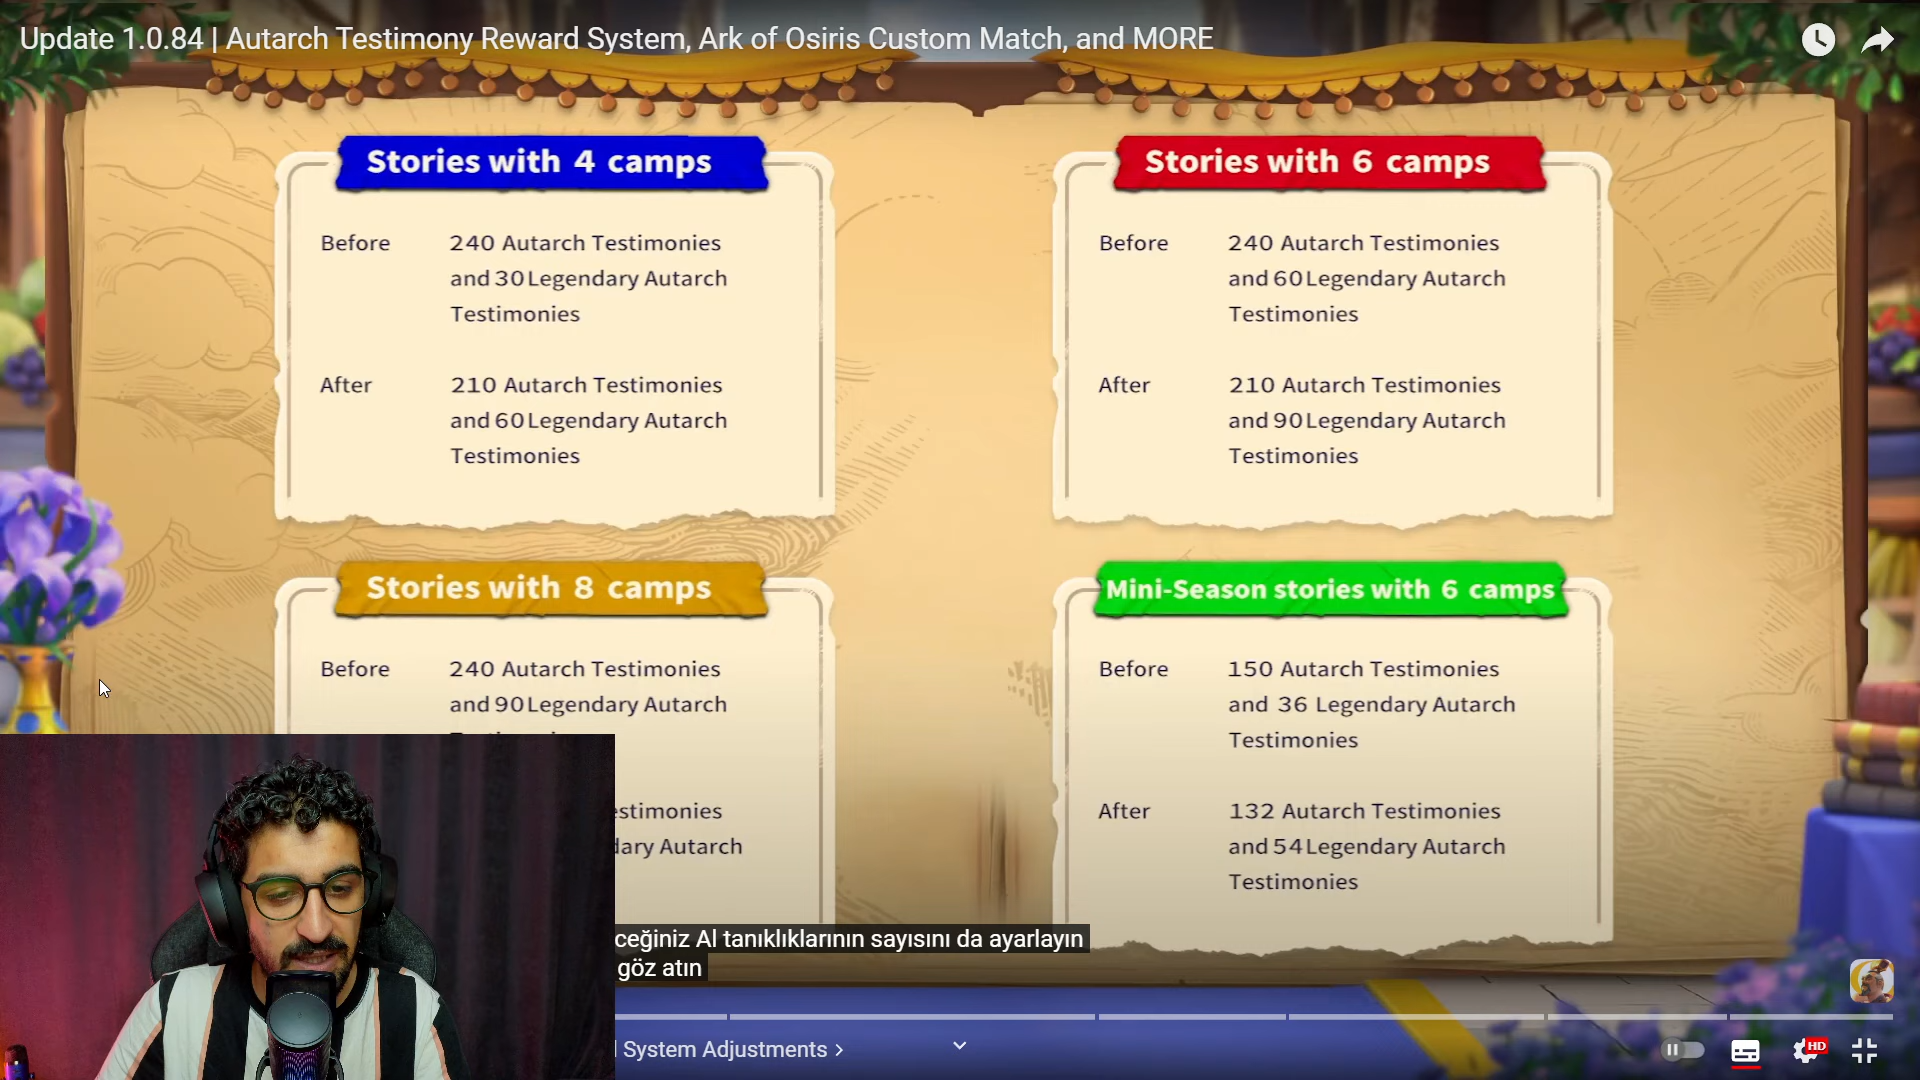 Update 1.0.84 | Autarch Testimony Reward System, Ark of Osiris Custom Match, and MORE
Stories with 4 camps
Before 240 Autarch Testimonies
and 30 Legendary Autarch
Testimonies
After 210 Autarch Testimonies
and 60 Legendary Autarch
Testimonies
Stories with 6 camps
Before 240 Autarch Testimonies
and 60 Legendary Autarch
Testimonies
After 210 Autarch Testimonies
and 90 Legendary Autarch
Testimonies
Stories with 8 camps
Before 240 Autarch Testimonies
and 90 Legendary Autarch
estimonies
dary Autarch
Mini-Season stories with 6 camps
Before 150 Autarch Testimonies
and 36 Legendary Autarch
Testimonies
After 132 Autarch Testimonies
and 54 Legendary Autarch
Testimonies
ceğiniz Al tanıklıklarının sayısını da ayarlayın
göz atın
System Adjustments
HD